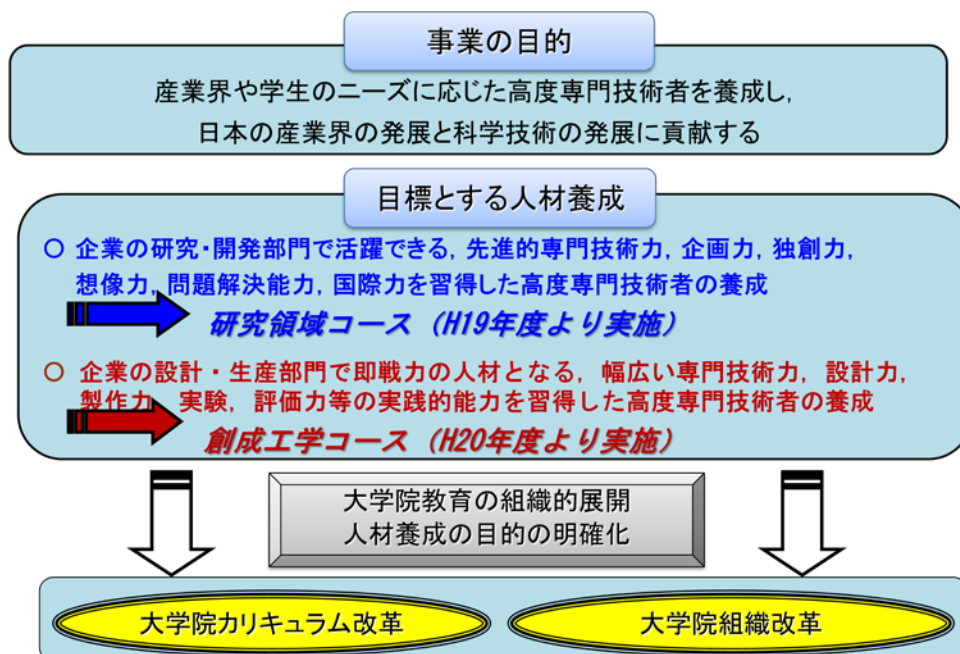 事業の目的
産業界や学生のニーズに応じた高度専門技術者を養成し,
日本の産業界の発展と科学技術の発展に貢献する
目標とする人材養成
○ 企業の研究・開発部門で活躍できる, 先進的専門技術力, 企画力, 独創力,
想像力, 問題解決能力, 国際力を習得した高度専門技術者の養成
研究領域コース（H19年度より実施）
○ 企業の設計・生産部門で即戦力の人材となる, 幅広い専門技術力, 設計力,
製作力, 実験, 評価力等の実践的能力を習得した高度専門技術者の養成
創成工学コース（H20年度より実施）
大学院教育の組織的展開
人材養成の目的の明確化
大学院カリキュラム改革
大学院組織改革